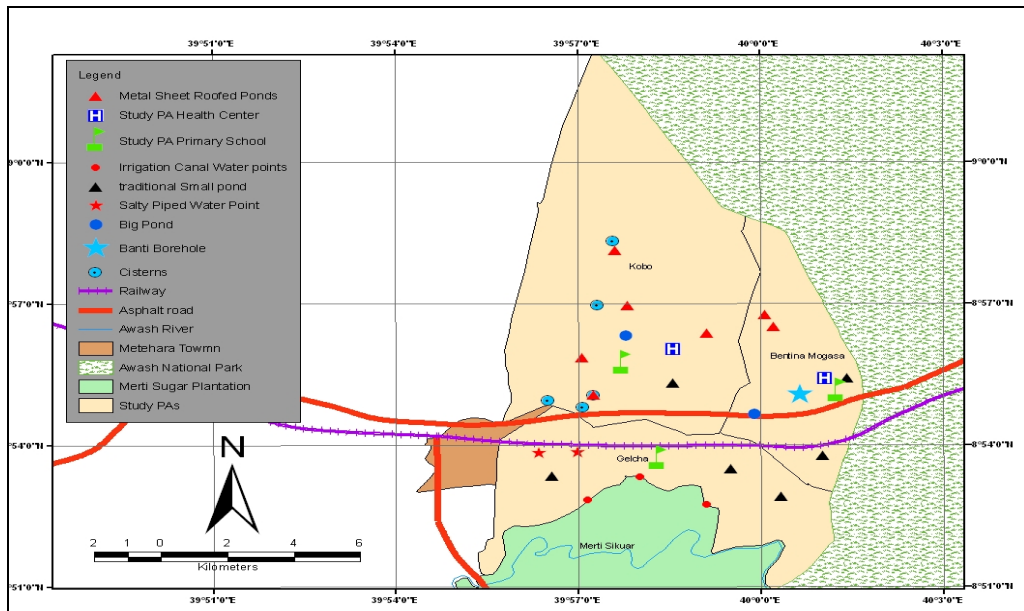 39°51'0"E 39°54'0"E 39°57'0"E 40°0'0"E 40°3'0"E
Legend
Metal Sheet Roofed Ponds
Study PA Health Center
Study PA Primary School
Irrigation Canal Water points
traditional Small pond
Salty Piped Water Point
Big Pond
Banti Borehole
Cisterns
Railway
Asphalt road
Awash River
Metehara Towmn
Awash National Park
Merti Sugar Plantation
Study PAs
9°0'0"N 9°0'0"N
8°57'0"N 8°57'0"N
Kobo
H
Bentina Mogasa
H
8°54'0"N 8°54'0"N
Gelcha
N
Merti Sikuar
2 1 0 2 4 6
Kilometers
8°51'0"N 8°51'0"N
39°51'0"E 39°54'0"E 39°57'0"E 40°0'0"E 40°3'0"E